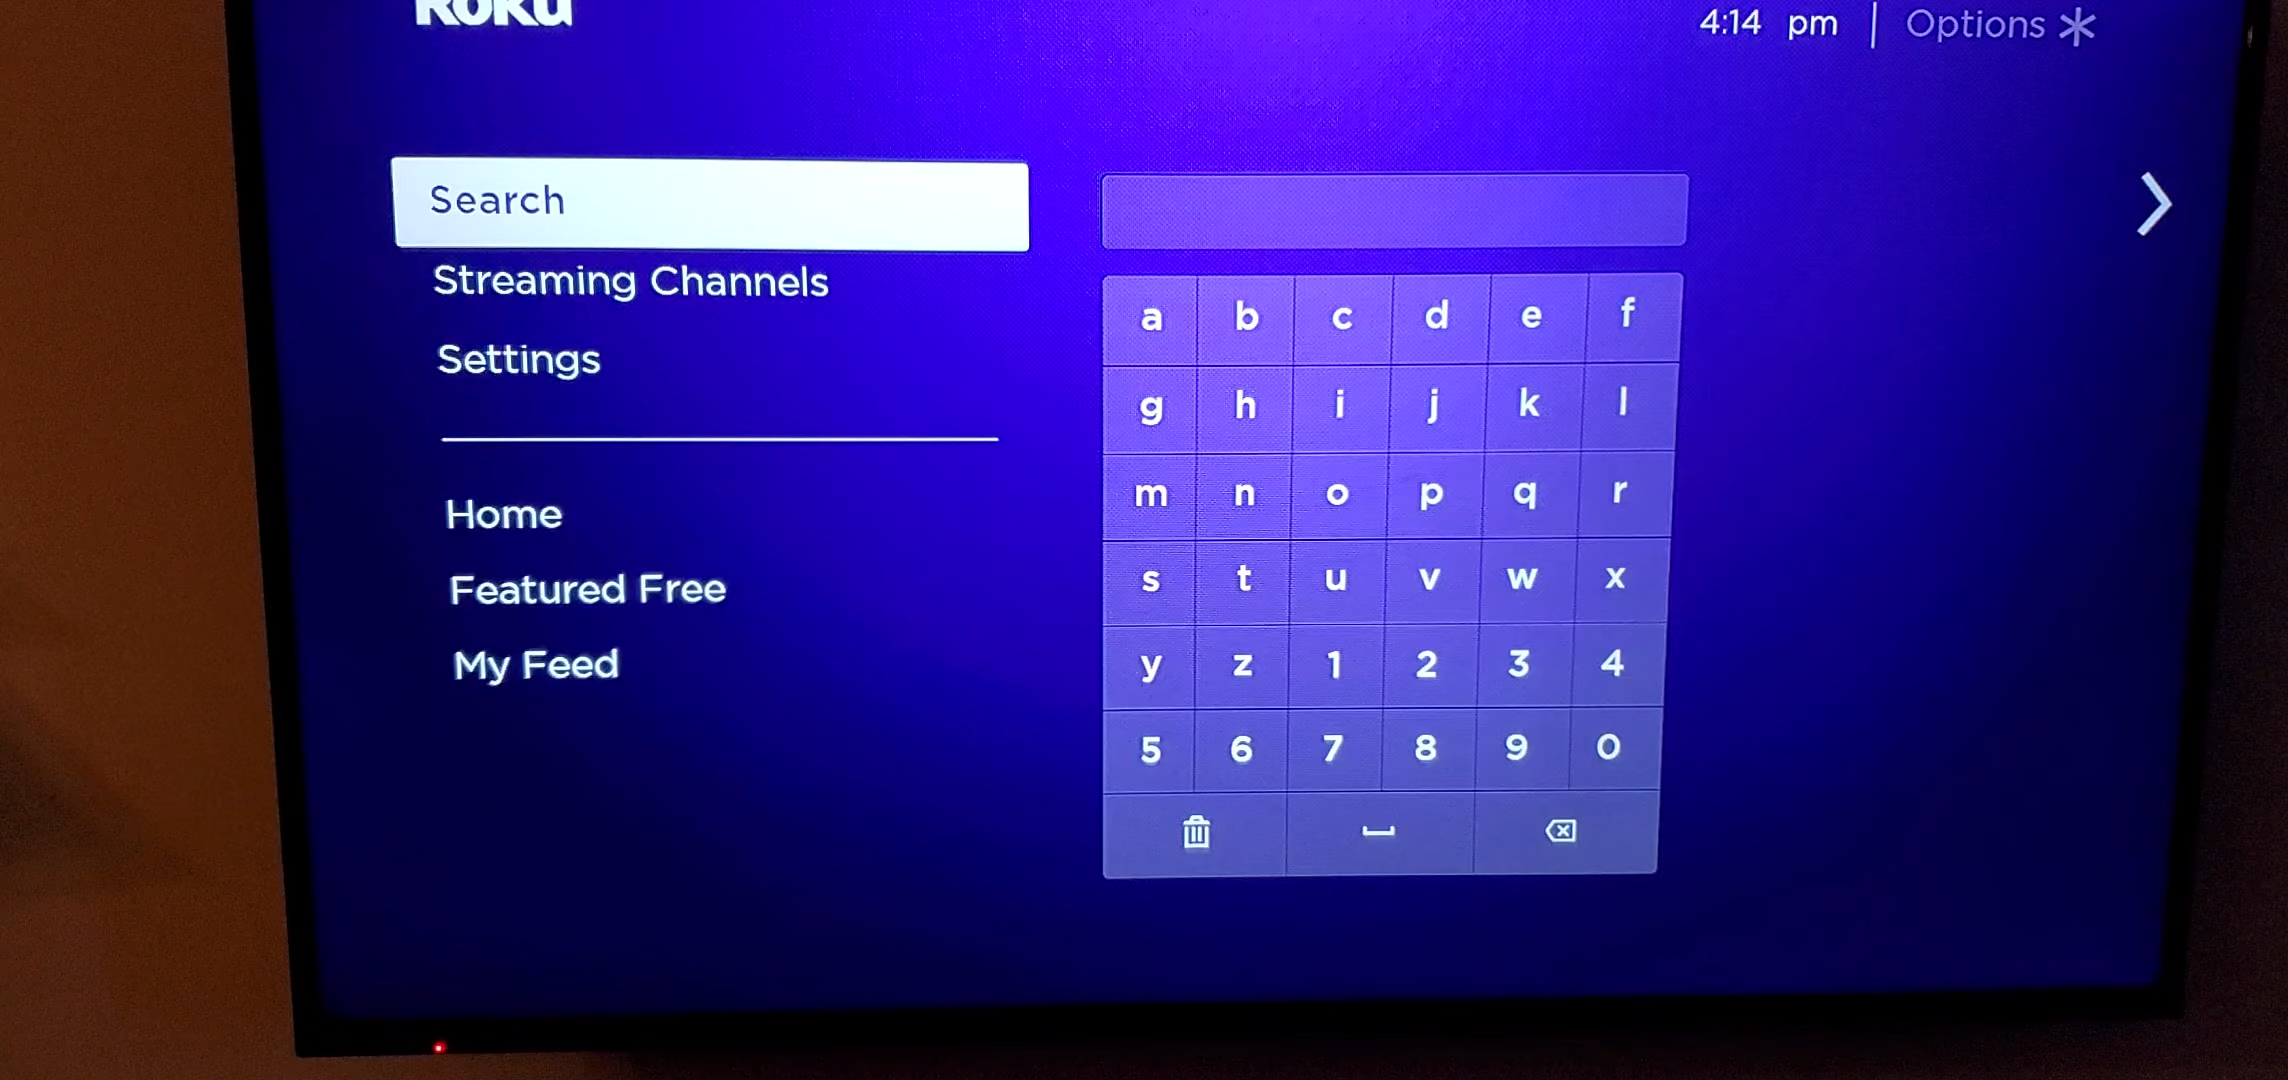 Roku
4:14 pm | Options *
Search
Streaming Channels
Settings
Home
Featured Free
My Feed
a b c d e f
g h i j k l
m n o p q r
s t u v w x
y z 1 2 3 4
5 6 7 8 9 0